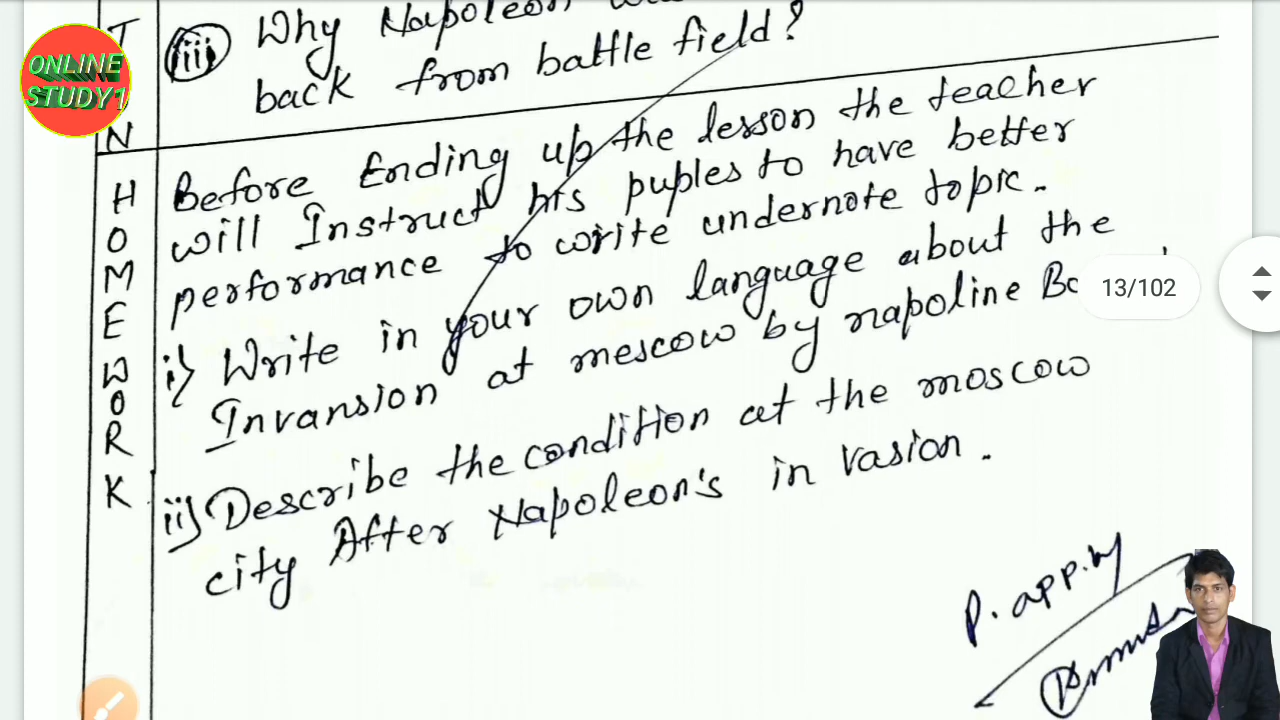 ONLINE
STUDY1
T
I
N
(iii) Why Napoleon
back from battle field?
H
O
M
E
W
O
R
K
Before Ending up the lesson the teacher
will Instruct his puples to have better
performance to write undernote topic.
i) Write in your own language about the
Invansion at mescow by napoline
ii) Describe the condition at the moscow
city After Napoleon's in vasion.
13/102
P. app. by